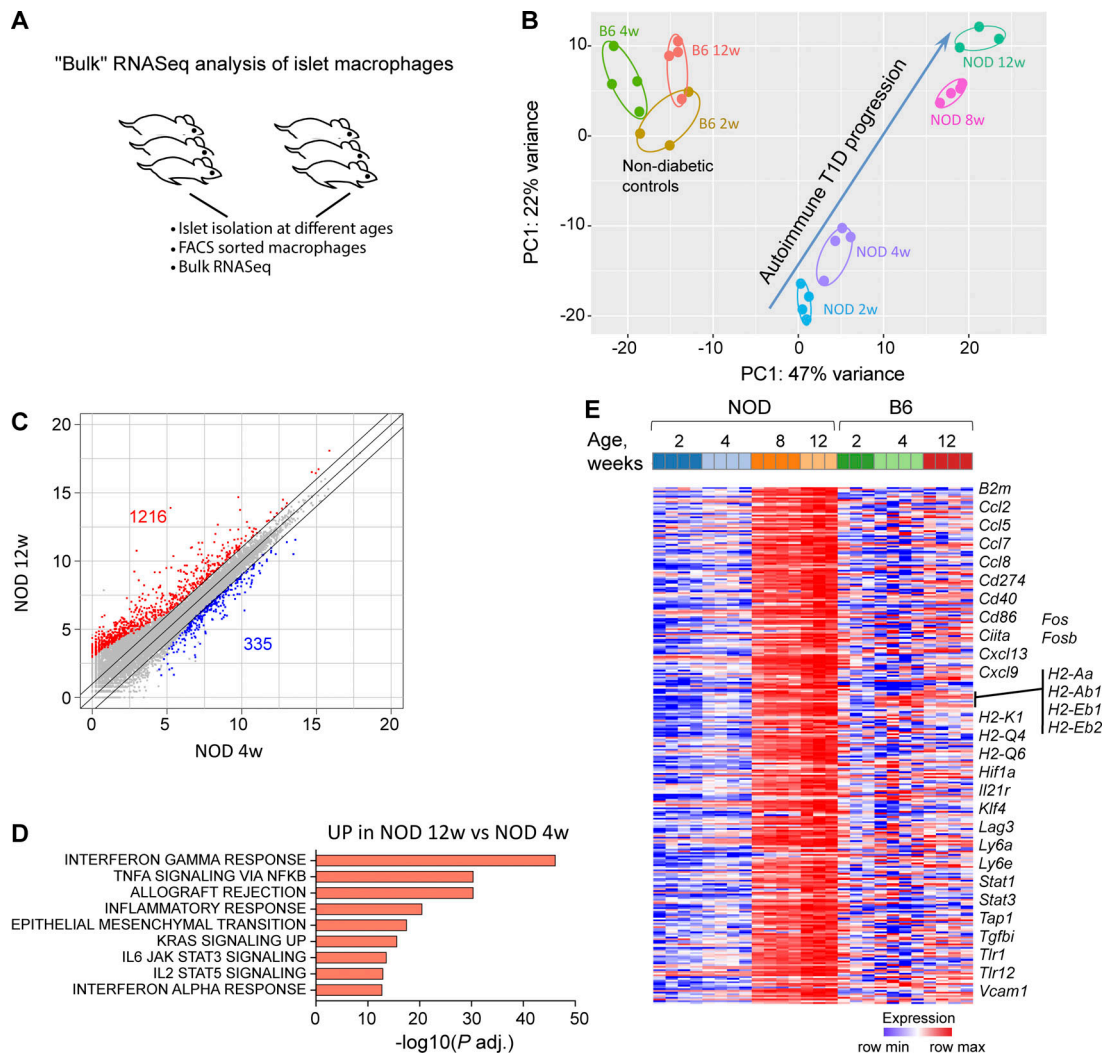 A
"Bulk" RNASeq analysis of islet macrophages
• Islet isolation at different ages
• FACS sorted macrophages
• Bulk RNASeq
B
PC1: 22% variance
10
0
-10
-20
-20
-10
0
10
20
PC1: 47% variance
B6 4w
B6 12w
B6 2w
Non-diabetic
controls
Autoimmune T1D progression
NOD 12w
NOD 8w
NOD 4w
NOD 2w
C
NOD 12w
20
15
10
5
0
0
5
10
15
20
NOD 4w
1216
335
D
UP in NOD 12w vs NOD 4w
INTERFERON GAMMA RESPONSE
TNFA SIGNALING VIA NFKB
ALLOGRAFT REJECTION
INFLAMMATORY RESPONSE
EPITHELIAL MESENCHYMAL TRANSITION
KRAS SIGNALING UP
IL6 JAK STAT3 SIGNALING
IL2 STAT5 SIGNALING
INTERFERON ALPHA RESPONSE
0 10 20 30 40 50
-log10(P adj.)
E
NOD B6
Age,
weeks
2 4 8 12 2 4 12
B2m
Ccl2
Ccl5
Ccl7
Ccl8
Cd274
Cd40
Cd86
Ciita
Cxcl13
Cxcl9
H2-K1
H2-Q4
H2-Q6
Hif1a
Il21r
Klf4
Lag3
Ly6a
Ly6e
Stat1
Stat3
Tap1
Tgfbi
Tlr1
Tlr12
Vcam1
Fos
Fosb
H2-Aa
H2-Ab1
H2-Eb1
H2-Eb2
Expression
row min row max